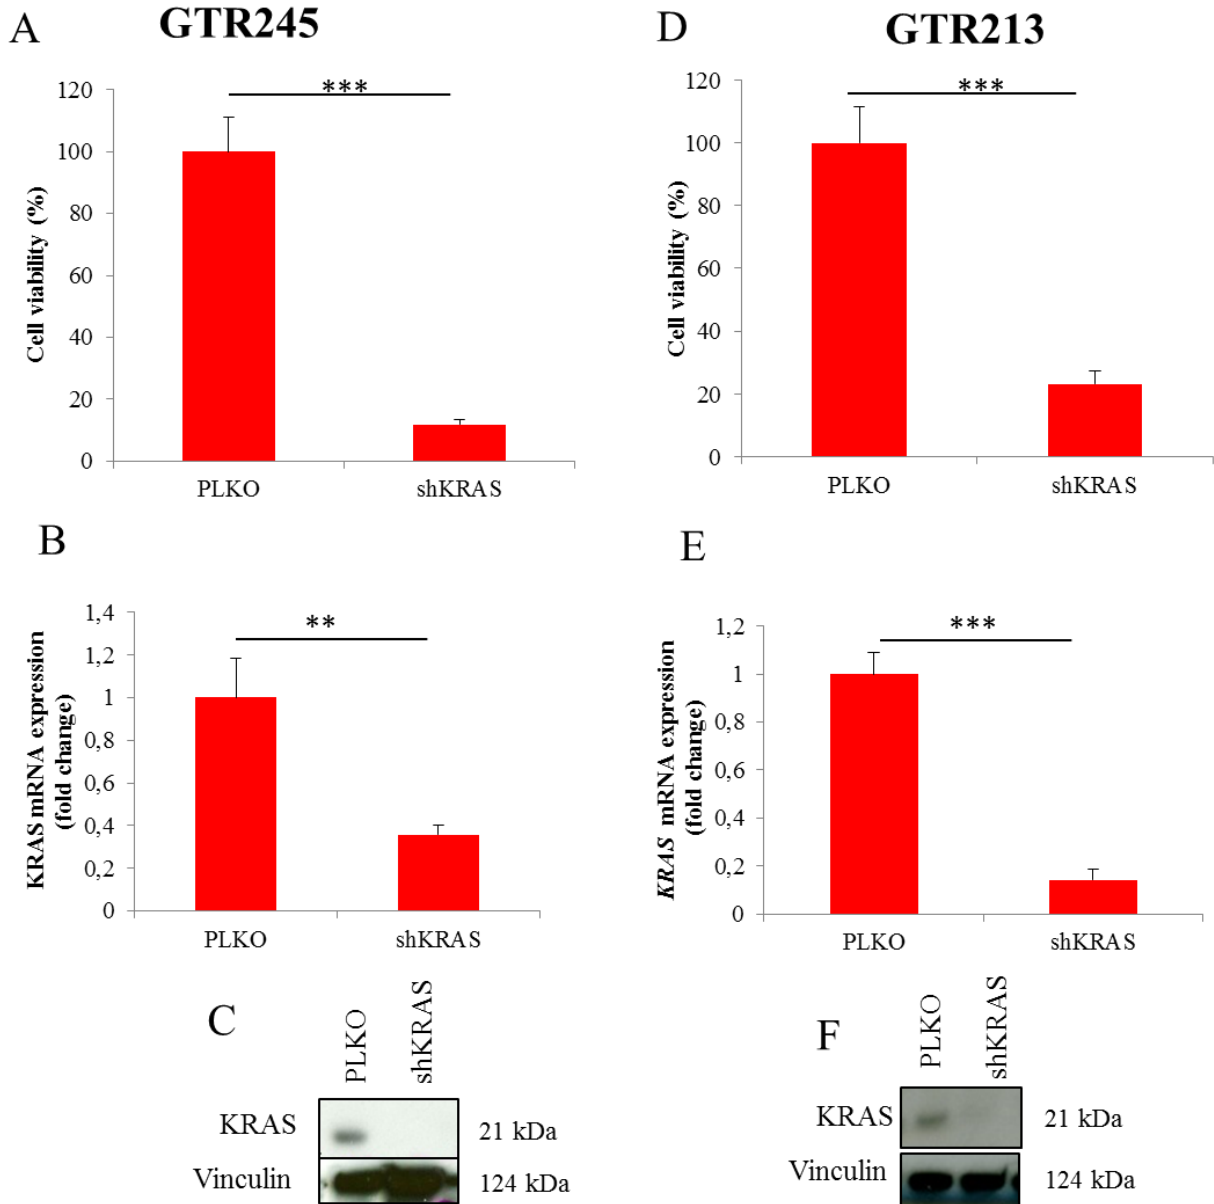 A
GTR245
***
120
100
80
60
40
20
0
Cell viability (%)
PLKO
shKRAS
B
**
1,4
1,2
1
0,8
0,6
0,4
0,2
0
KRAS mRNA expression
(fold change)
PLKO
shKRAS
C
PLKO
shKRAS
KRAS
21 kDa
Vinculin
124 kDa
D
GTR213
***
120
100
80
60
40
20
0
Cell viability (%)
PLKO
shKRAS
E
***
1,2
1
0,8
0,6
0,4
0,2
0
KRAS mRNA expression
(fold change)
PLKO
shKRAS
F
PLKO
shKRAS
KRAS
21 kDa
Vinculin
124 kDa